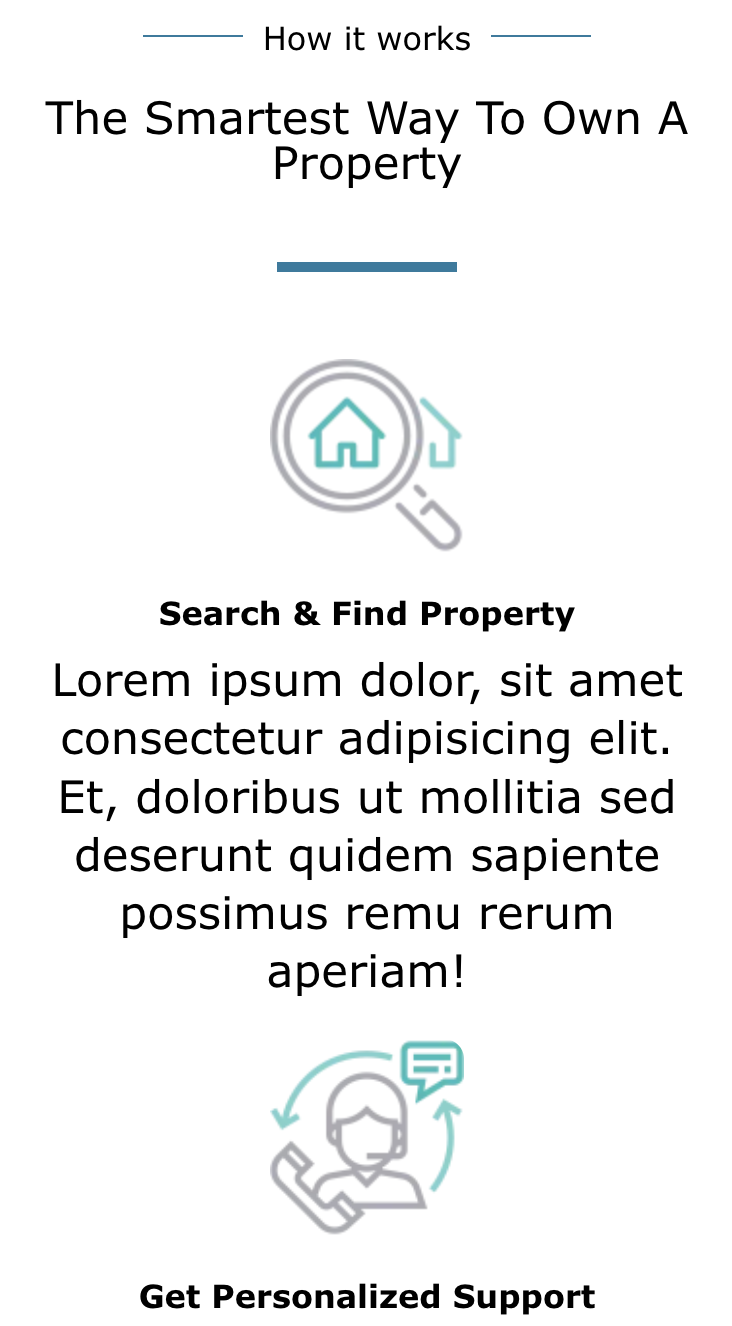 How it works
The Smartest Way To Own A
Property
Search & Find Property
Lorem ipsum dolor, sit amet
consectetur adipisicing elit.
Et, doloribus ut mollitia sed
deserunt quidem sapiente
possimus remu rerum
aperiam!
Get Personalized Support